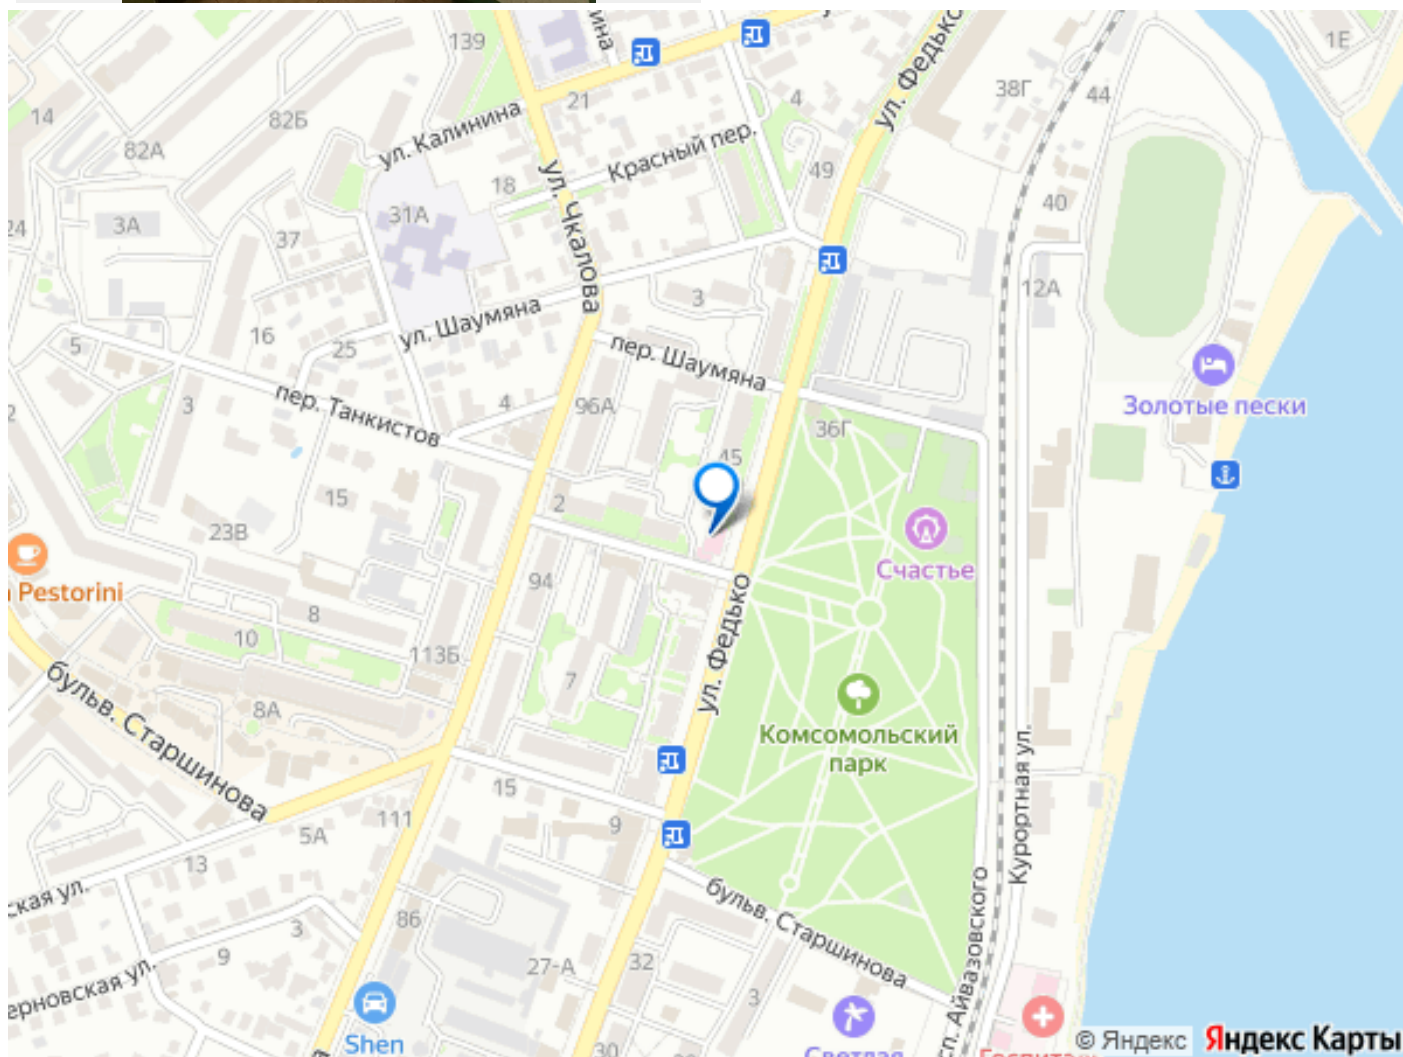 139
1Е
38Г
44
ул. Федько
14
82Б
82А
21
4
ул. Калинина
Красный пер.
49
18
31А
ул. Чкалова
40
24
3А
37
12А
3
ул. Шаумяна
16
25
5
пер. Шаумяна
Золотые пески
пер. Танкистов
3
4
96А
36Г
45
15
2
23В
Счастье
Pestorini
94
8
10
113Б
ул. Федько
7
8А
бульв. Старшинова
Комсомольский
парк
Курортная ул.
15
111
5А
9
13
ская ул.
бульв. Старшинова
86
3
9
27-А
32
3
ерновская ул.
Shen
30
Светлая
сп. Айвазовского
Госпиталь
© Яндекс Яндекс Карты